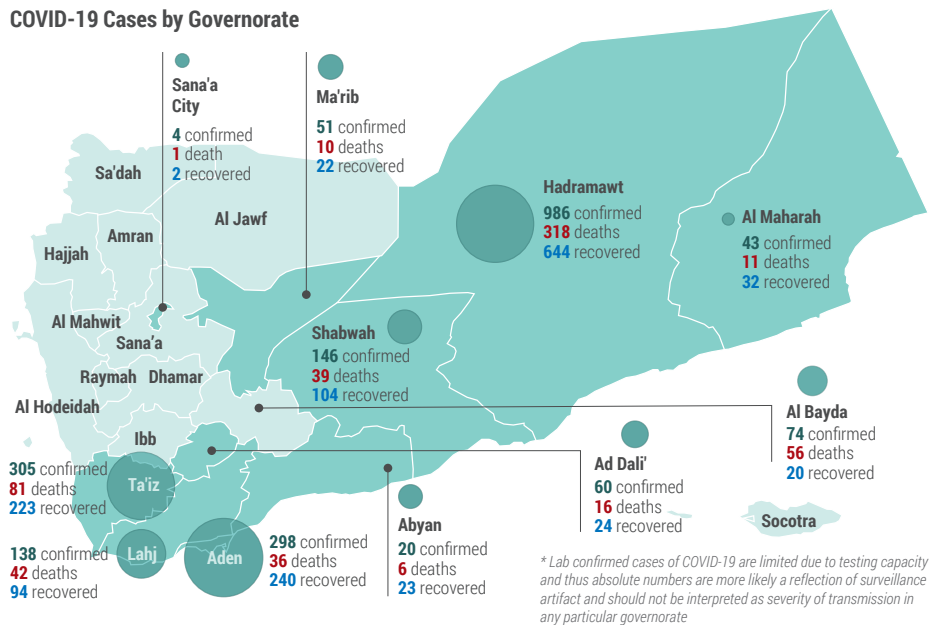 COVID-19 Cases by Governorate
Sana'a
City
4 confirmed
1 death
2 recovered
Ma'rib
51 confirmed
10 deaths
22 recovered
Sa'dah
Al Jawf
Amran
Hajjah
Hadramawt
986 confirmed
318 deaths
644 recovered
Al Maharah
43 confirmed
11 deaths
32 recovered
Al Mahwit
Sana'a
Shabwah
146 confirmed
39 deaths
104 recovered
Raymah
Dhamar
Al Hodeidah
Ibb
Al Bayda
74 confirmed
56 deaths
20 recovered
305 confirmed
81 deaths
223 recovered
Ta'iz
Ad Dali'
60 confirmed
16 deaths
24 recovered
Socotra
138 confirmed
42 deaths
94 recovered
Lahj
Aden
298 confirmed
36 deaths
240 recovered
Abyan
20 confirmed
6 deaths
23 recovered
* Lab confirmed cases of COVID-19 are limited due to testing capacity
and thus absolute numbers are more likely a reflection of surveillance
artifact and should not be interpreted as severity of transmission in
any particular governorate